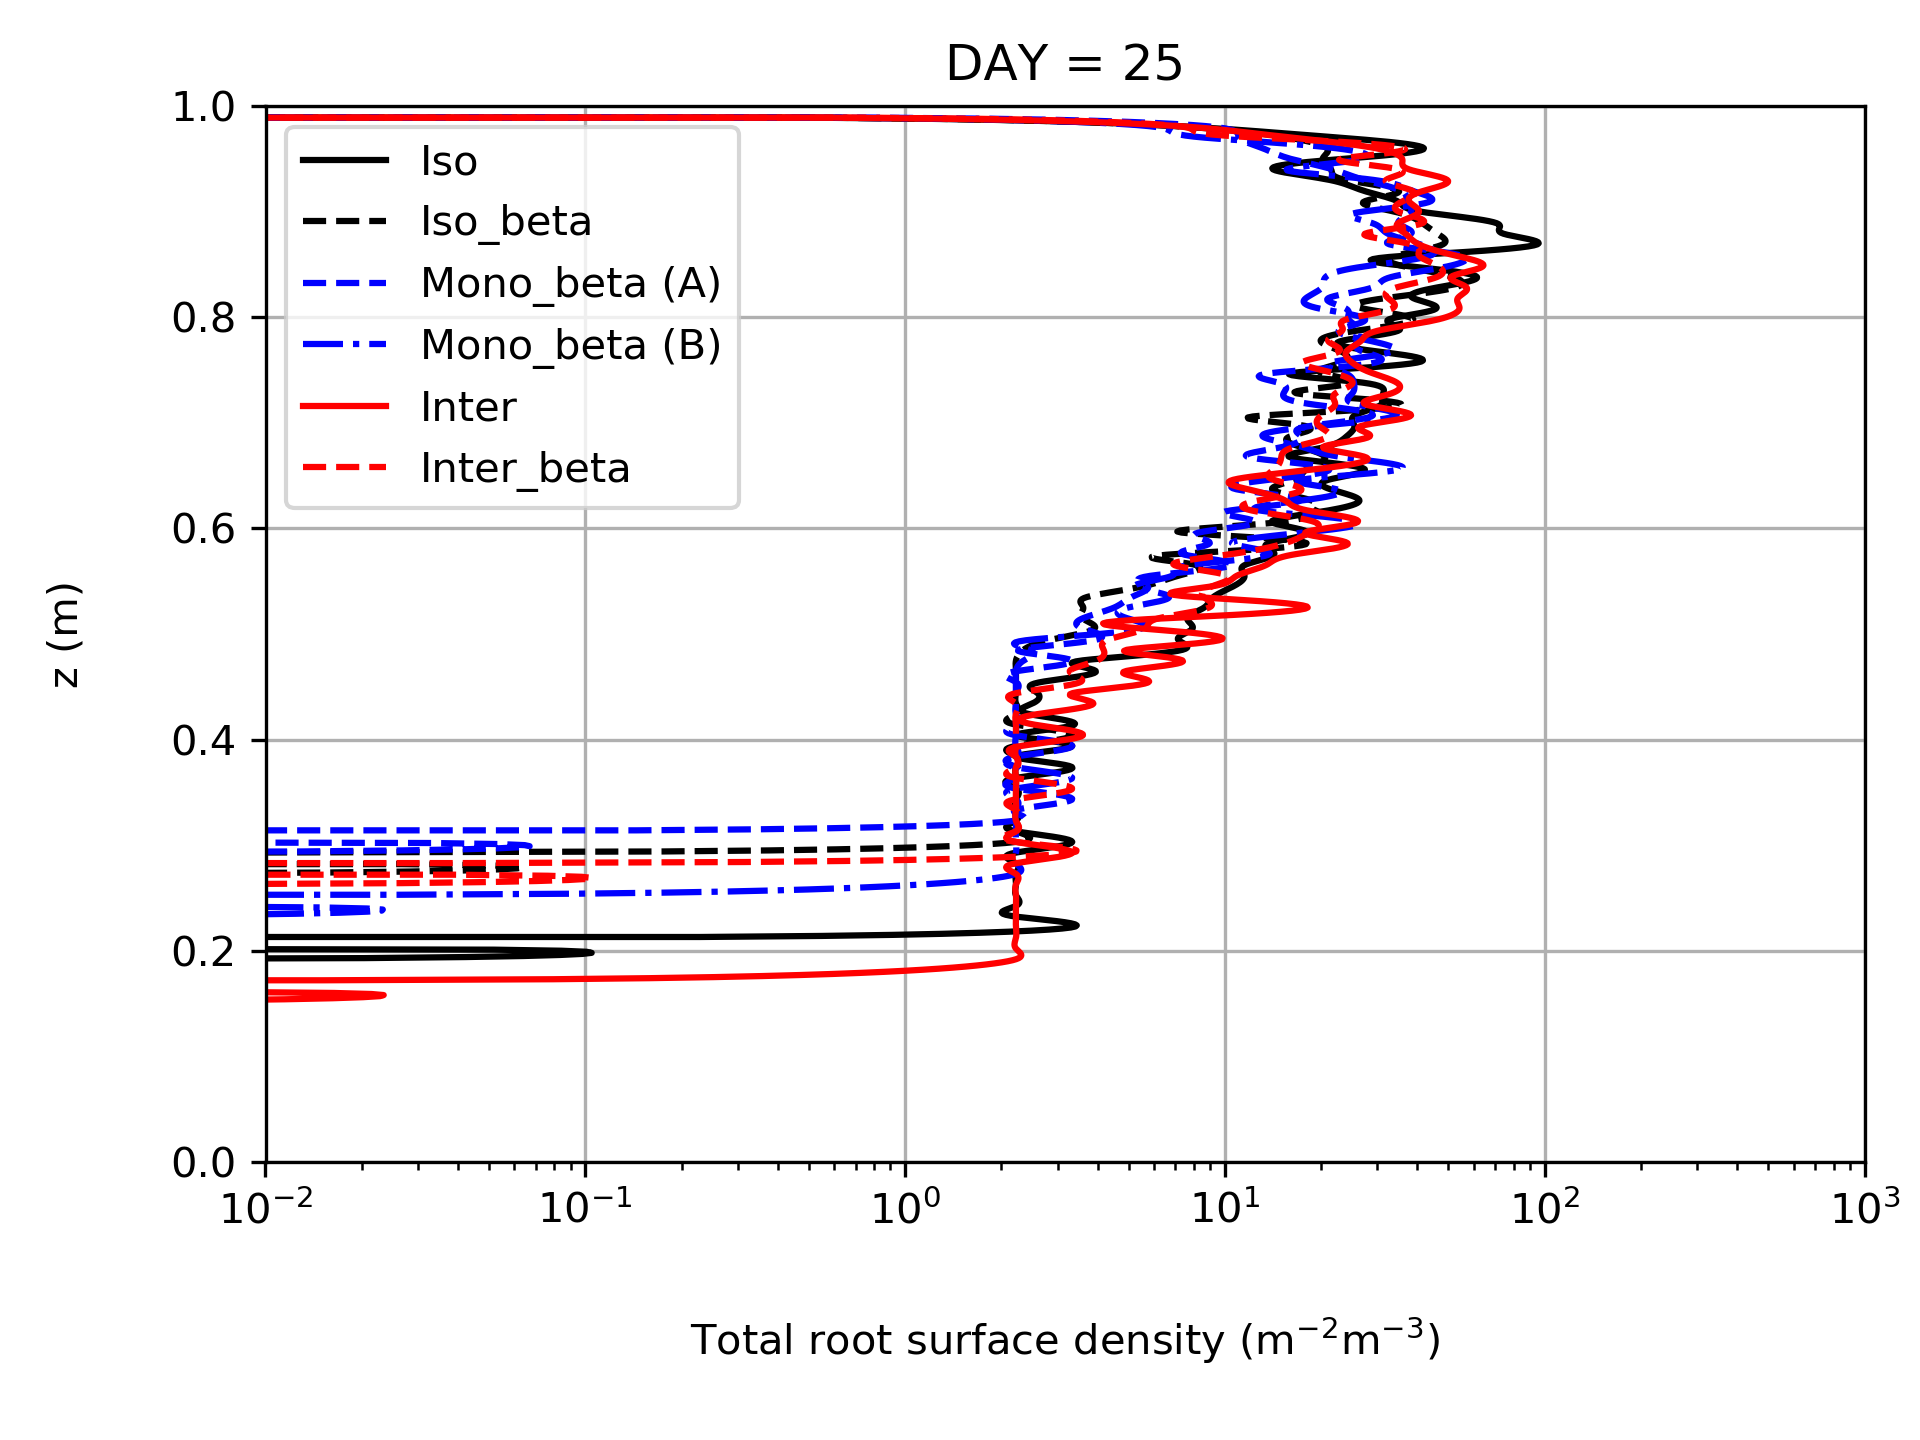 DAY = 25
1.0
0.8
0.6
0.4
0.2
0.0
z (m)
Iso
Iso_beta
Mono_beta (A)
Mono_beta (B)
Inter
Inter_beta
10⁻² 10⁻¹ 10⁰ 10¹ 10² 10³
Total root surface density (m⁻²m⁻³)